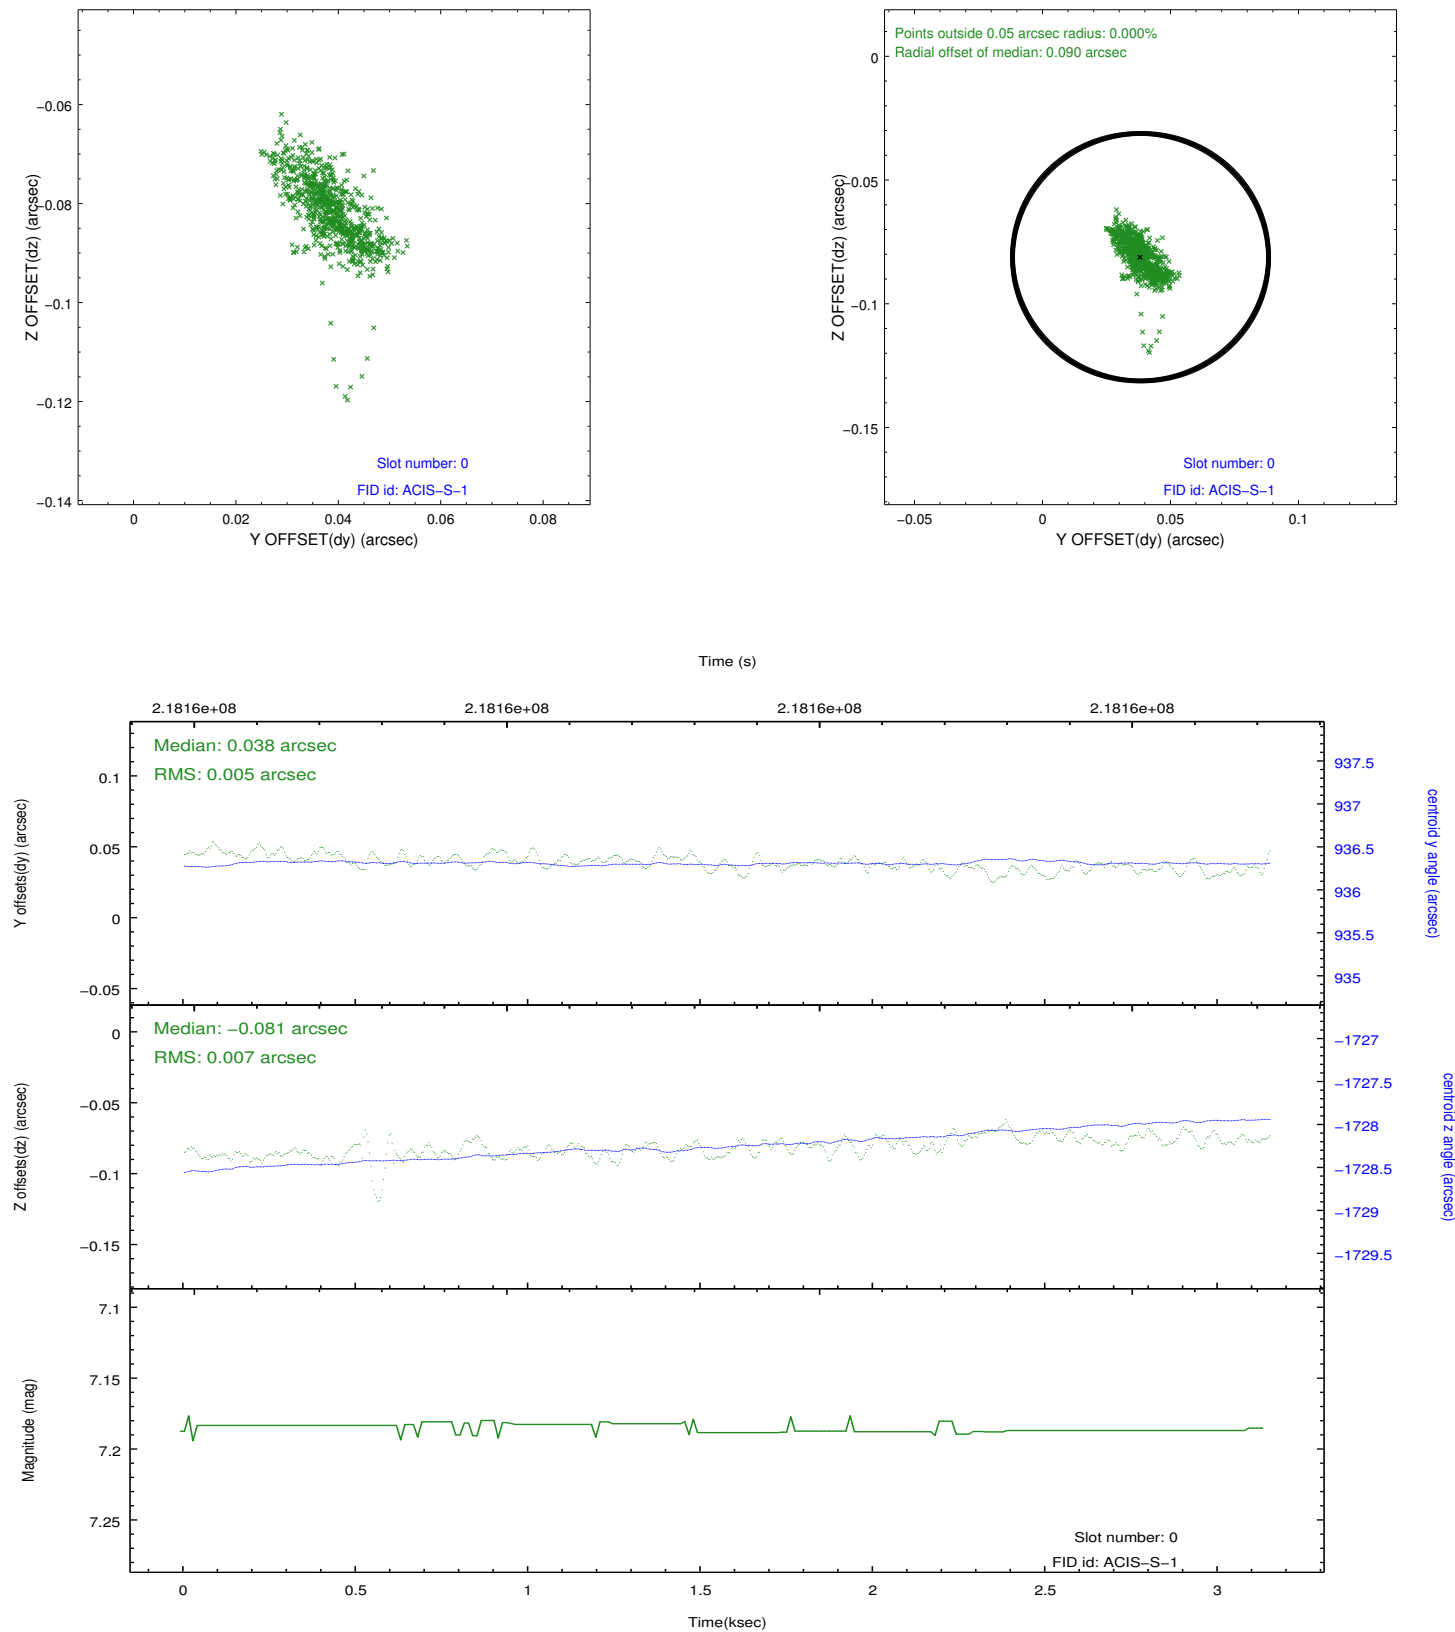 −0.06
−0.08
−0.1
−0.12
−0.14
Z OFFSET(dz) (arcsec)
Slot number: 0
FID id: ACIS−S−1
0 0.02 0.04 0.06 0.08
Y OFFSET(dy) (arcsec)
Points outside 0.05 arcsec radius: 0.000%
Radial offset of median: 0.090 arcsec
0
−0.05
−0.1
−0.15
Z OFFSET(dz) (arcsec)
Slot number: 0
FID id: ACIS−S−1
−0.05 0 0.05 0.1
Y OFFSET(dy) (arcsec)
Time (s)
2.1816e+08 2.1816e+08 2.1816e+08 2.1816e+08
Median: 0.038 arcsec
RMS: 0.005 arcsec
0.1
0.05
0
−0.05
Y offsets(dy) (arcsec)
937.5
937
936.5
936
935.5
935
centroid y angle (arcsec)
Median: −0.081 arcsec
RMS: 0.007 arcsec
0
−0.05
−0.1
−0.15
Z offsets(dz) (arcsec)
−1727
−1727.5
−1728
−1728.5
−1729
−1729.5
centroid z angle (arcsec)
7.1
7.15
7.2
7.25
Magnitude (mag)
Slot number: 0
FID id: ACIS−S−1
0 0.5 1 1.5 2 2.5 3
Time(ksec)